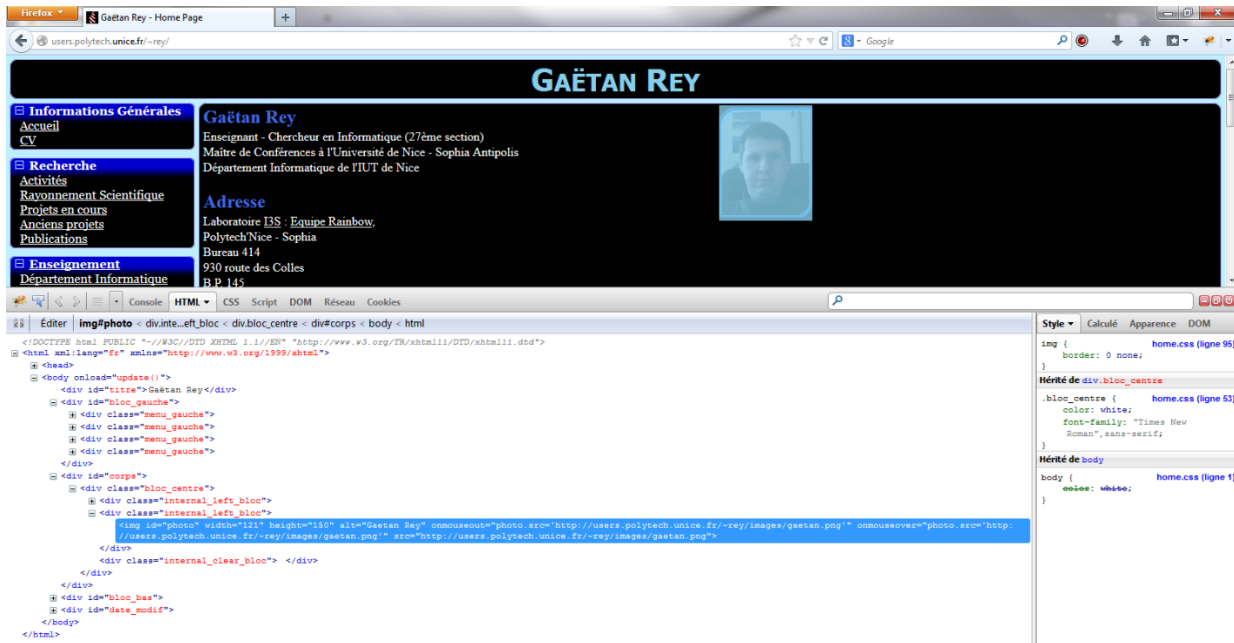 Firefox
Gaëtan Rey - Home Page
users.polytech.unice.fr/~rey/
Google
GAËTAN REY
Informations Générales
Accueil
CV
Recherche
Activités
Rayonnement Scientifique
Projets en cours
Anciens projets
Publications
Enseignement
Département Informatique
Gaëtan Rey
Enseignant - Chercheur en Informatique (27ème section)
Maître de Conférences à l'Université de Nice - Sophia Antipolis
Département Informatique de l'IUT de Nice
Adresse
Laboratoire I3S : Equipe Rainbow,
Polytech'Nice - Sophia
Bureau 414
930 route des Colles
B.P. 145
Console HTML CSS Script DOM Réseau Cookies
Éditer img#photo < div.inte...eft_bloc < div.bloc_centre < div#corps < body < html
<!DOCTYPE html PUBLIC "-//W3C//DTD XHTML 1.1//EN" "http://www.w3.org/TR/xhtml11/DTD/xhtml11.dtd">
<html xml:lang="fr" xmlns="http://www.w3.org/1999/xhtml">
<head>
<body onload="update()">
<div id="titre">Gaëtan Rey</div>
<div id="bloc_gauche">
<div class="menu_gauche">
<div class="menu_gauche">
<div class="menu_gauche">
<div class="menu_gauche">
</div>
<div id="corps">
<div class="bloc_centre">
<div class="internal_left_bloc">
<div class="internal_left_bloc">
<img id="photo" width="121" height="150" alt="Gaetan Rey" onmouseout="photo.src='http://users.polytech.unice.fr/~rey/images/gaetan.png'" onmouseover="photo.src='http:
//users.polytech.unice.fr/~rey/images/gaetan.png'" src="http://users.polytech.unice.fr/~rey/images/gaetan.png">
</div>
<div class="internal_clear_bloc"> </div>
</div>
</div>
<div id="bloc_bas">
<div id="date_modif">
</body>
</html>
Style Calculé Apparence DOM
img { home.css (ligne 95)
border: 0 none;
}
Hérité de div.bloc_centre
.bloc_centre { home.css (ligne 53)
color: white;
font-family: "Times New
Roman",sans-serif;
}
Hérité de body
body { home.css (ligne 1)
color: white;
}